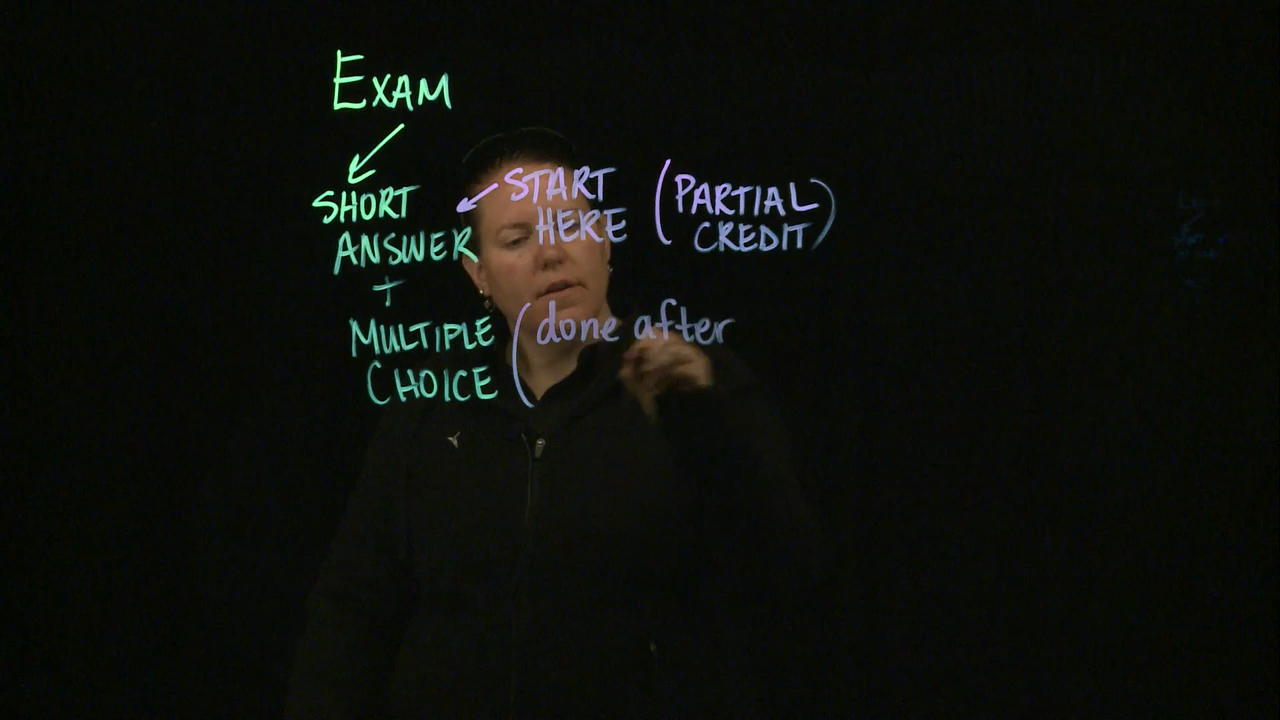 EXAM
SHORT
ANSWER
+
MULTIPLE
CHOICE
START
HERE
(PARTIAL
CREDIT)
(done after